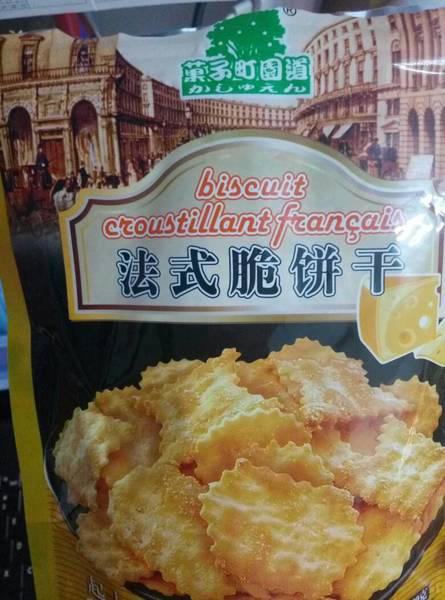 ®
菓子町園道
かしゅえん
biscuit
croustillant français
法式脆饼干